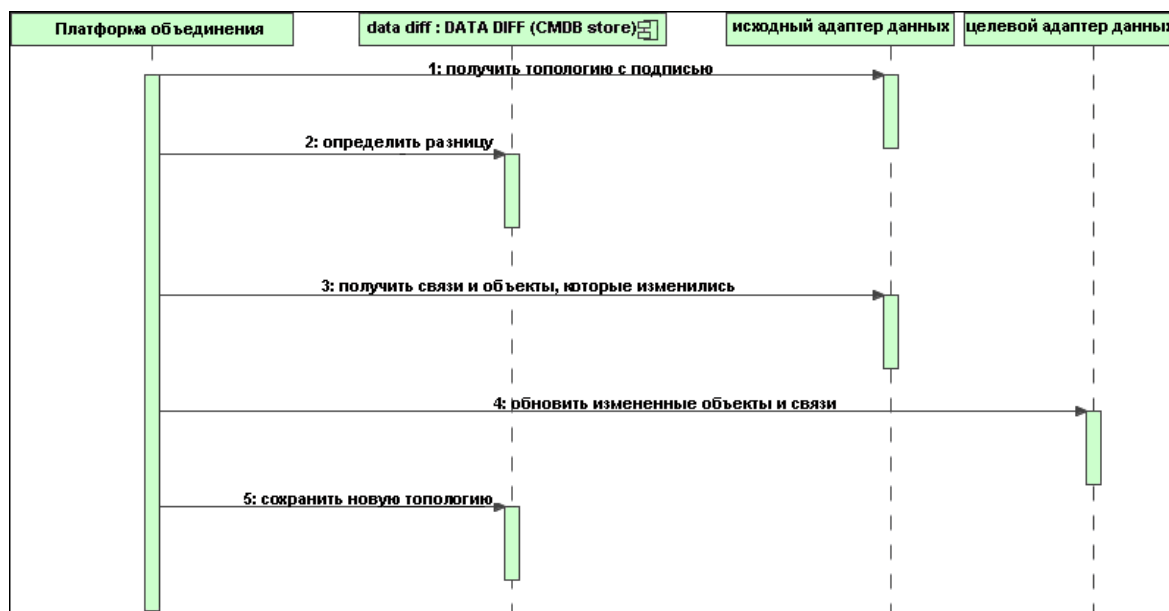 Платформа объединения
data diff : DATA DIFF (CMDB store)
исходный адаптер данных
целевой адаптер данных
1: получить топологию с подписью
2: определить разницу
3: получить связи и объекты, которые изменились
4: обновить измененные объекты и связи
5: сохранить новую топологию